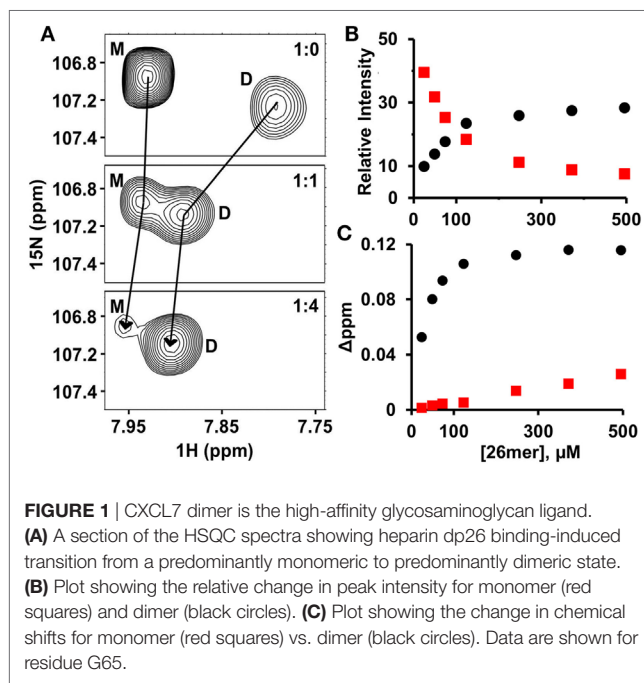 A
M
1:0
106.8
D
107.2
107.4
M
1:1
106.8
D
107.2
107.4
15N (ppm)
M
1:4
106.8
D
107.2
107.4
7.95 7.85 7.75
1H (ppm)
B
50
40
30
20
10
0
Relative Intensity
0 100 300 500
C
0.12
0.08
0.04
0
Δppm
0 100 300 500
[26mer], µM
FIGURE 1 | CXCL7 dimer is the high-affinity glycosaminoglycan ligand.
(A) A section of the HSQC spectra showing heparin dp26 binding-induced
transition from a predominantly monomeric to predominantly dimeric state.
(B) Plot showing the relative change in peak intensity for monomer (red
squares) and dimer (black circles). (C) Plot showing the change in chemical
shifts for monomer (red squares) vs. dimer (black circles). Data are shown for
residue G65.